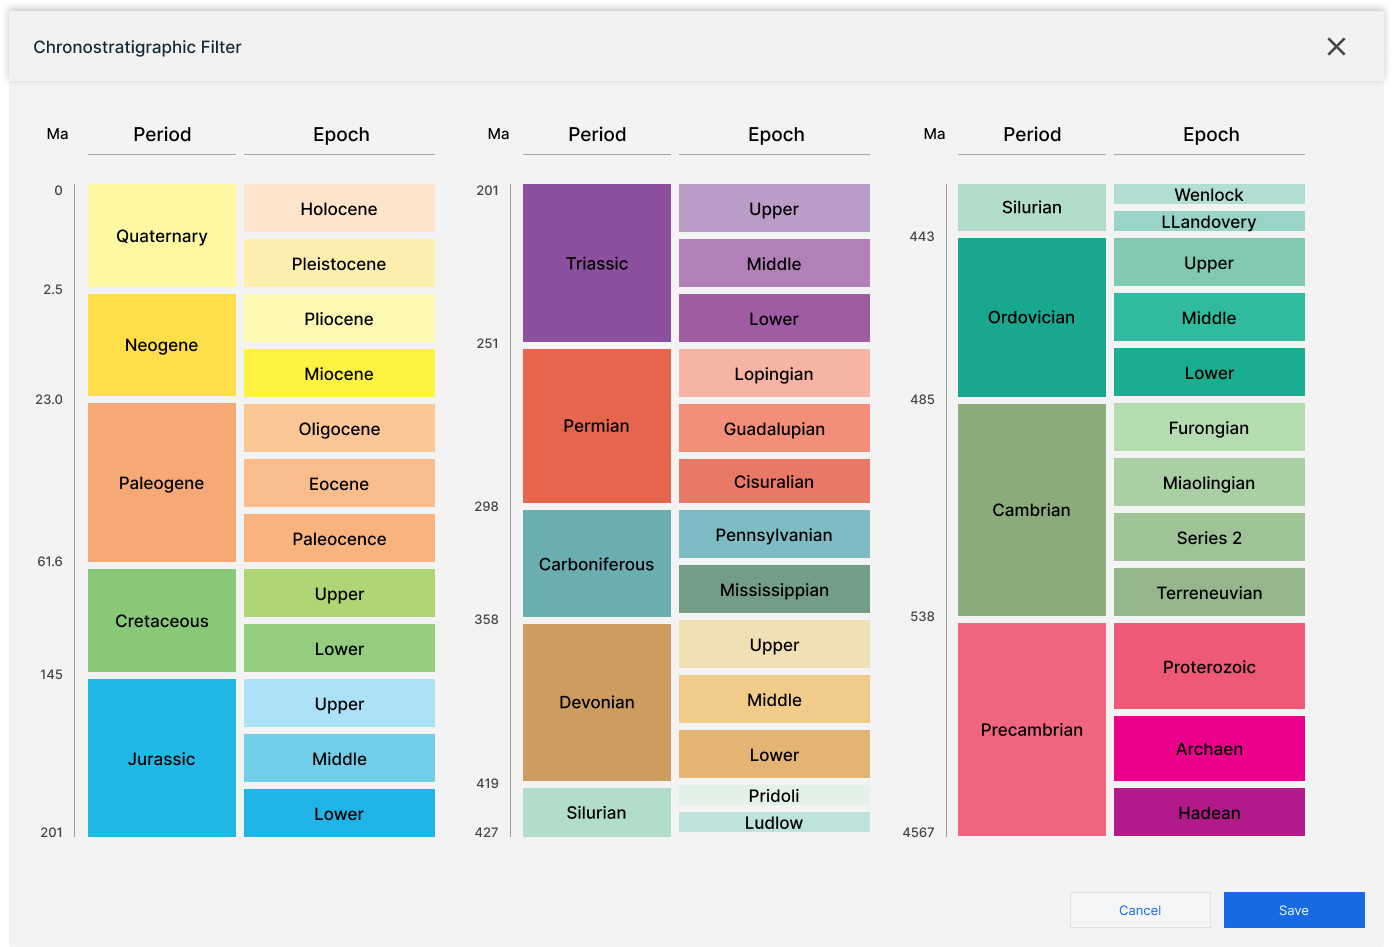 Chronostratigraphic Filter
Ma Period Epoch
0
Quaternary
Holocene
Pleistocene
2.5
Neogene
Pliocene
Miocene
23.0
Paleogene
Oligocene
Eocene
Paleocence
61.6
Cretaceous
Upper
Lower
145
Jurassic
Upper
Middle
Lower
201
Ma Period Epoch
201
Triassic
Upper
Middle
Lower
251
Permian
Lopingian
Guadalupian
Cisuralian
298
Carboniferous
Pennsylvanian
Mississippian
358
Devonian
Upper
Middle
Lower
419
Silurian
Pridoli
Ludlow
427
Ma Period Epoch
Silurian
Wenlock
LLandovery
443
Ordovician
Upper
Middle
Lower
485
Cambrian
Furongian
Miaolingian
Series 2
Terreneuvian
538
Precambrian
Proterozoic
Archaen
Hadean
4567
Cancel
Save